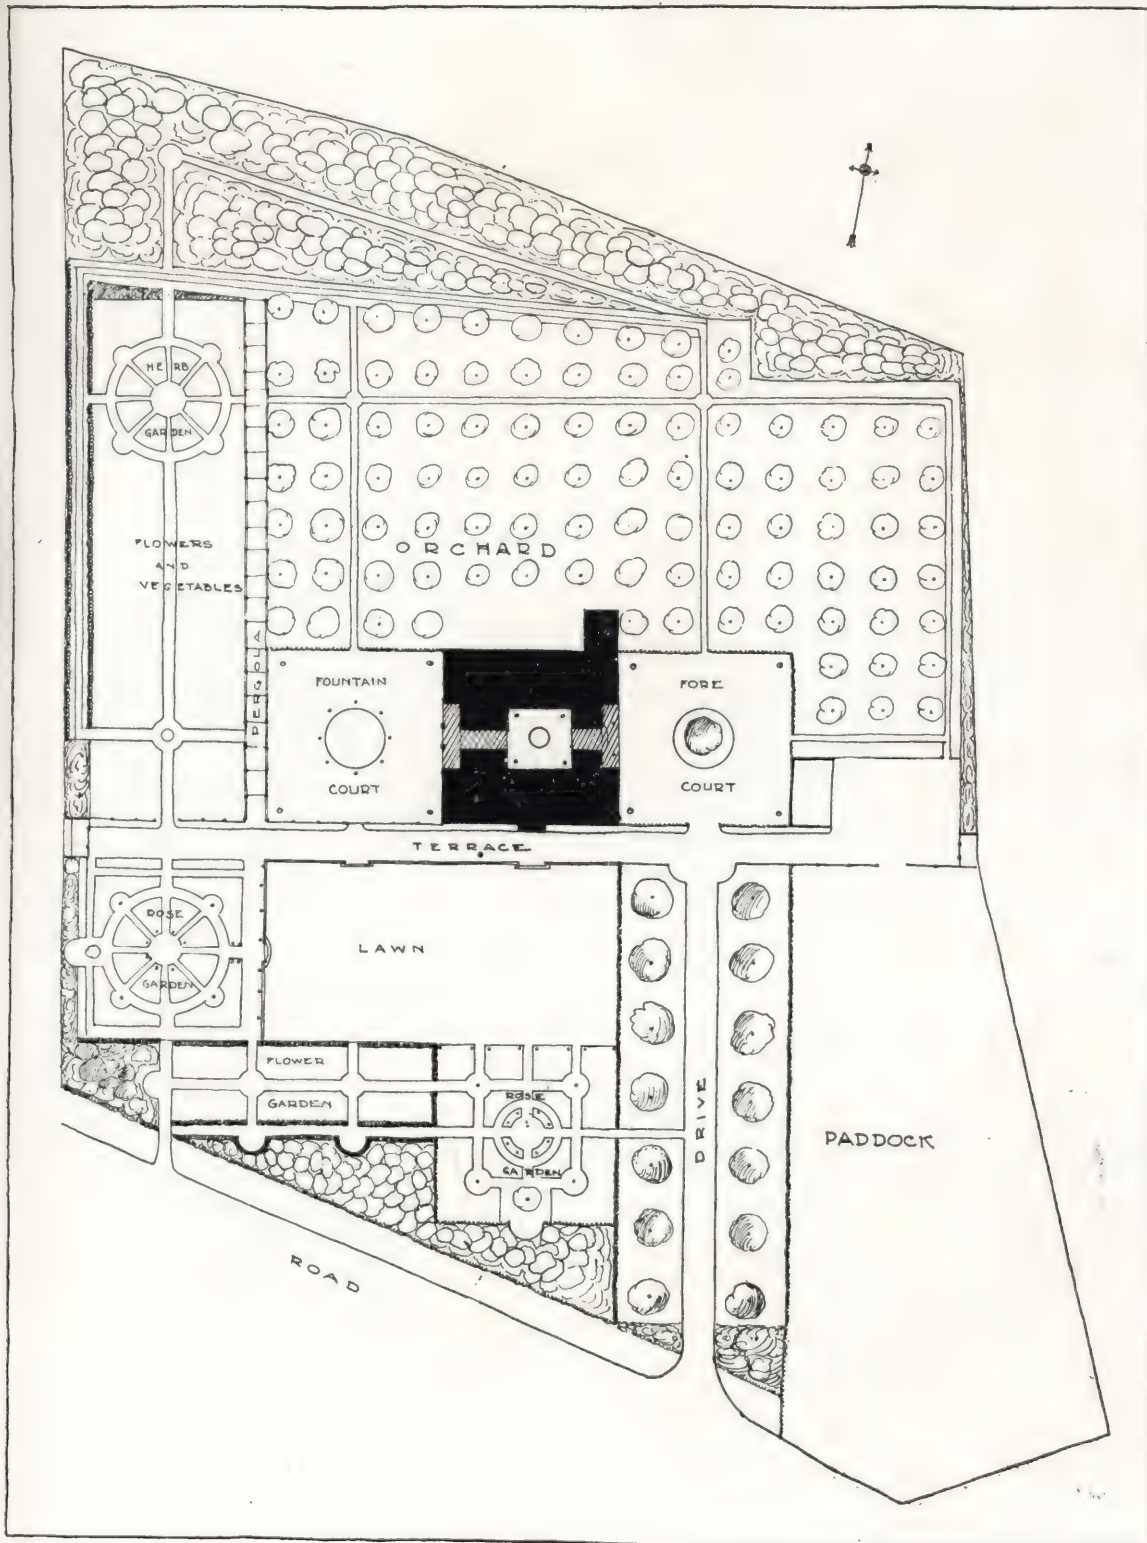 HERB
GARDEN
FLOWERS
AND
VEGETABLES
ORCHARD
PERGOLA
FOUNTAIN
COURT
FORE
COURT
TERRACE
ROSE
GARDEN
LAWN
FLOWER
GARDEN
ROSE
GARDEN
DRIVE
PADDOCK
ROAD